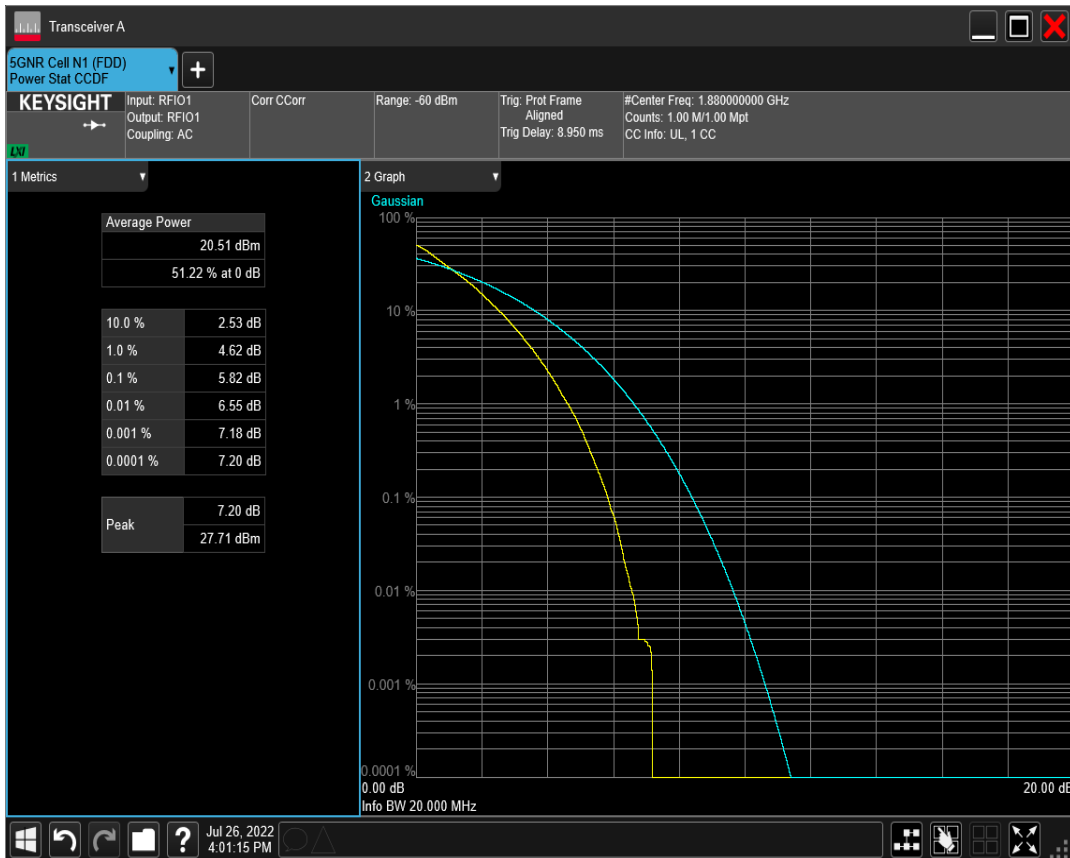 Transceiver A
5GNR Cell N1 (FDD)
Power Stat CCDF
KEYSIGHT
LXI
Input: RFIO1
Output: RFIO1
Coupling: AC
Corr CCorr
Range: -60 dBm
Trig: Prot Frame
Aligned
Trig Delay: 8.950 ms
#Center Freq: 1.880000000 GHz
Counts: 1.00 M/1.00 Mpt
CC Info: UL, 1 CC
1 Metrics
Average Power
20.51 dBm
51.22 % at 0 dB
10.0 % 2.53 dB
1.0 % 4.62 dB
0.1 % 5.82 dB
0.01 % 6.55 dB
0.001 % 7.18 dB
0.0001 % 7.20 dB
Peak
7.20 dB
27.71 dBm
2 Graph
Gaussian
100 %
10 %
1 %
0.1 %
0.01 %
0.001 %
0.0001 %
0.00 dB 20.00 dB
Info BW 20.000 MHz
Jul 26, 2022
4:01:15 PM